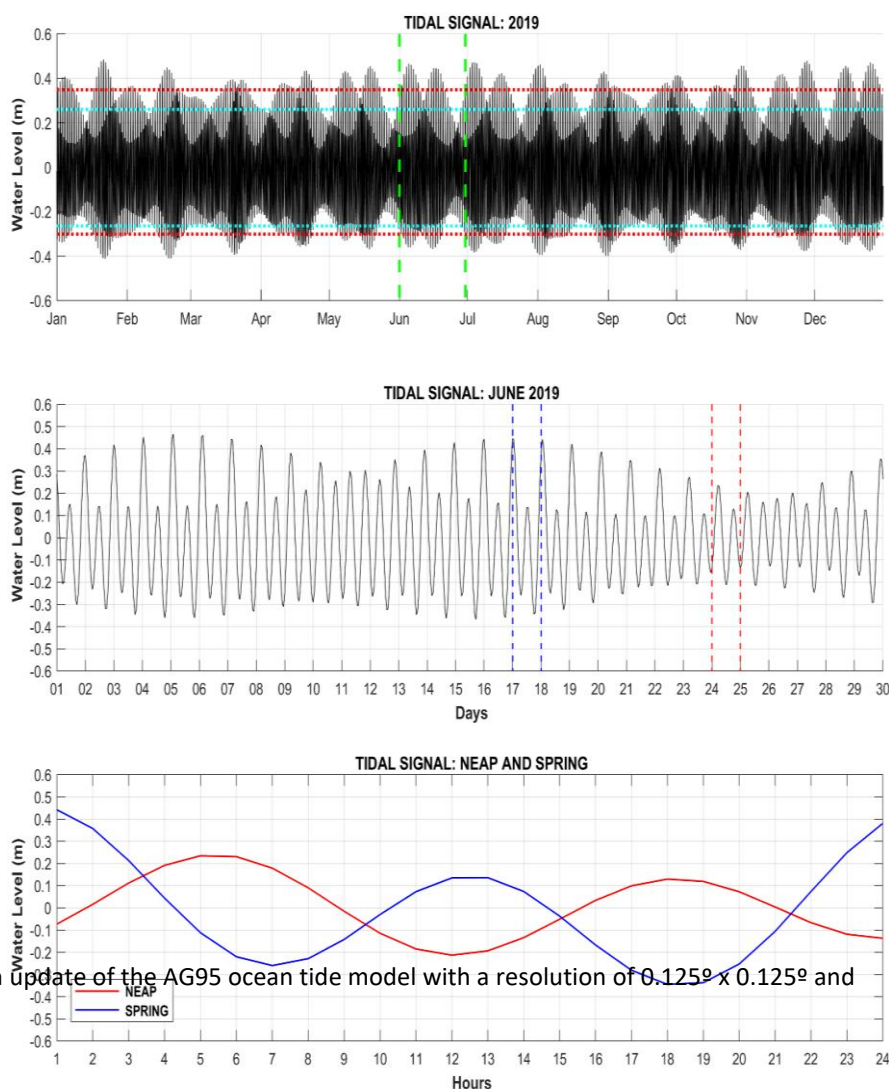 TIDAL SIGNAL: 2019
0.6
0.4
0.2
0
-0.2
-0.4
-0.6
Water Level (m)
Jan Feb Mar Apr May Jun Jul Aug Sep Oct Nov Dec
TIDAL SIGNAL: JUNE 2019
0.6
0.5
0.4
0.3
0.2
0.1
0
-0.1
-0.2
-0.3
-0.4
-0.5
-0.6
Water Level (m)
01 02 03 04 05 06 07 08 09 10 11 12 13 14 15 16 17 18 19 20 21 22 23 24 25 26 27 28 29 30
Days
TIDAL SIGNAL: NEAP AND SPRING
0.6
0.5
0.4
0.3
0.2
0.1
0
-0.1
-0.2
Water Level (m)
update of the AG95 ocean tide model with a resolution of 0.125º x 0.125º and
NEAP
SPRING
-0.4
-0.5
-0.6
1 2 3 4 5 6 7 8 9 10 11 12 13 14 15 16 17 18 19 20 21 22 23 24
Hours